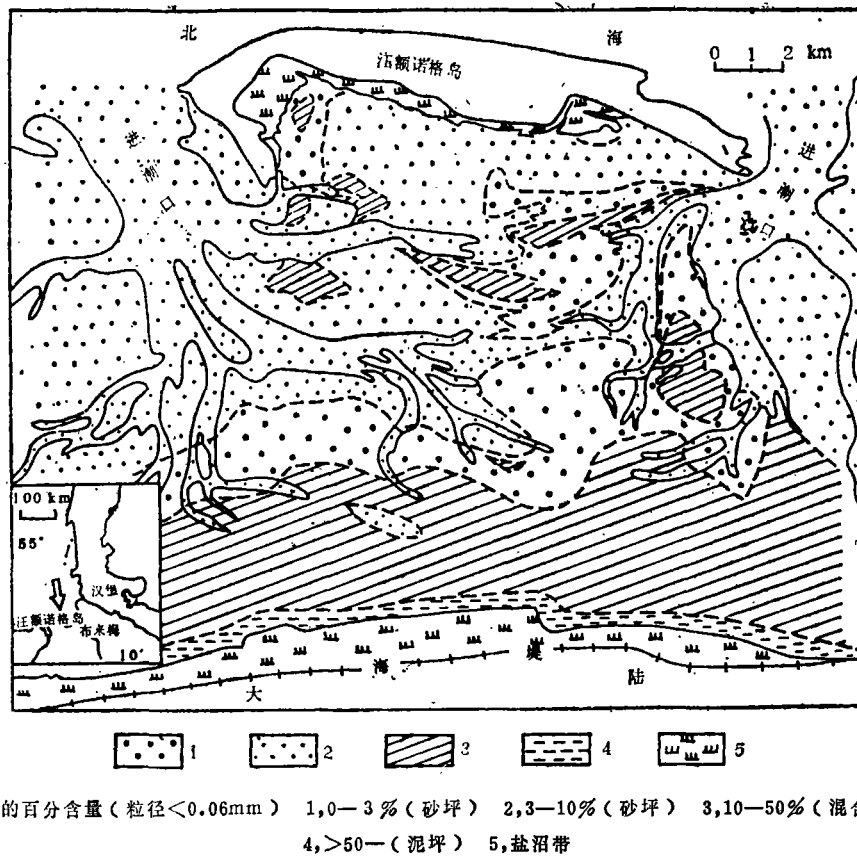 北 海
汪额诺格岛
0 1 2 km
进潮口
进潮口
100 km
55°
汉堡
汪额诺格岛
布来梅
10°
海堤
大陆
1 2 3 4 5
的百分含量(粒径<0.06mm) 1,0—3%(砂坪) 2,3—10%(砂坪) 3,10—50%(混合
4,>50—(泥坪) 5,盐沼带